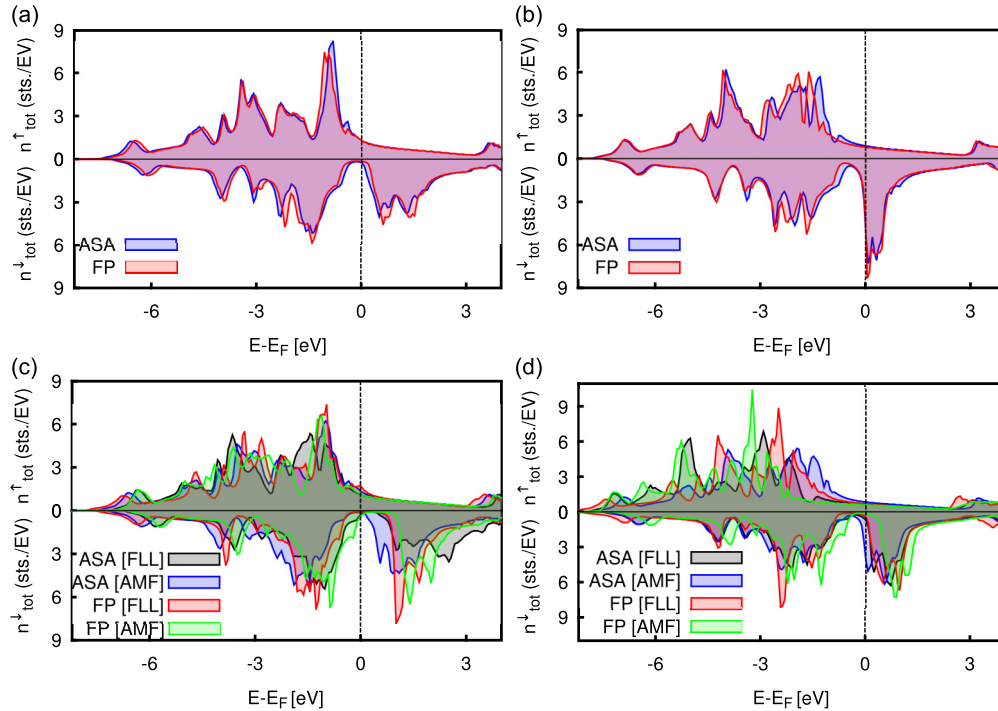 (a)
9
6
3
0
3
6
9
n↑tot (sts./EV)
n↓tot (sts./EV)
ASA
FP
-6
-3
0
3
E-EF [eV]
(b)
9
6
3
0
3
6
9
n↑tot (sts./EV)
n↓tot (sts./EV)
ASA
FP
-6
-3
0
3
E-EF [eV]
(c)
9
6
3
0
3
6
9
n↑tot (sts./EV)
n↓tot (sts./EV)
ASA [FLL]
ASA [AMF]
FP [FLL]
FP [AMF]
-6
-3
0
3
E-EF [eV]
(d)
9
6
3
0
3
6
9
n↑tot (sts./EV)
n↓tot (sts./EV)
ASA [FLL]
ASA [AMF]
FP [FLL]
FP [AMF]
-6
-3
0
3
E-EF [eV]